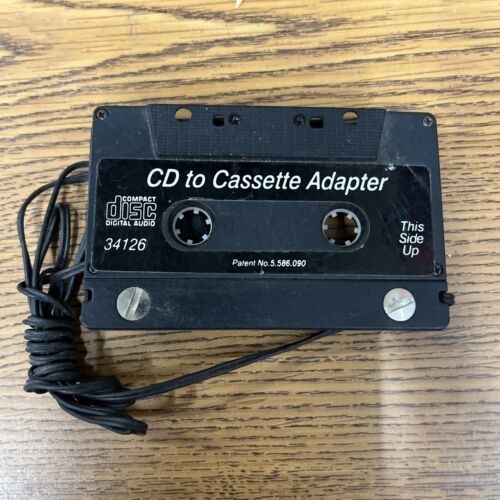 CD to Cassette Adapter
COMPACT
disc
DIGITAL AUDIO
34126
This
Side
Up
Patent No.5.586.090